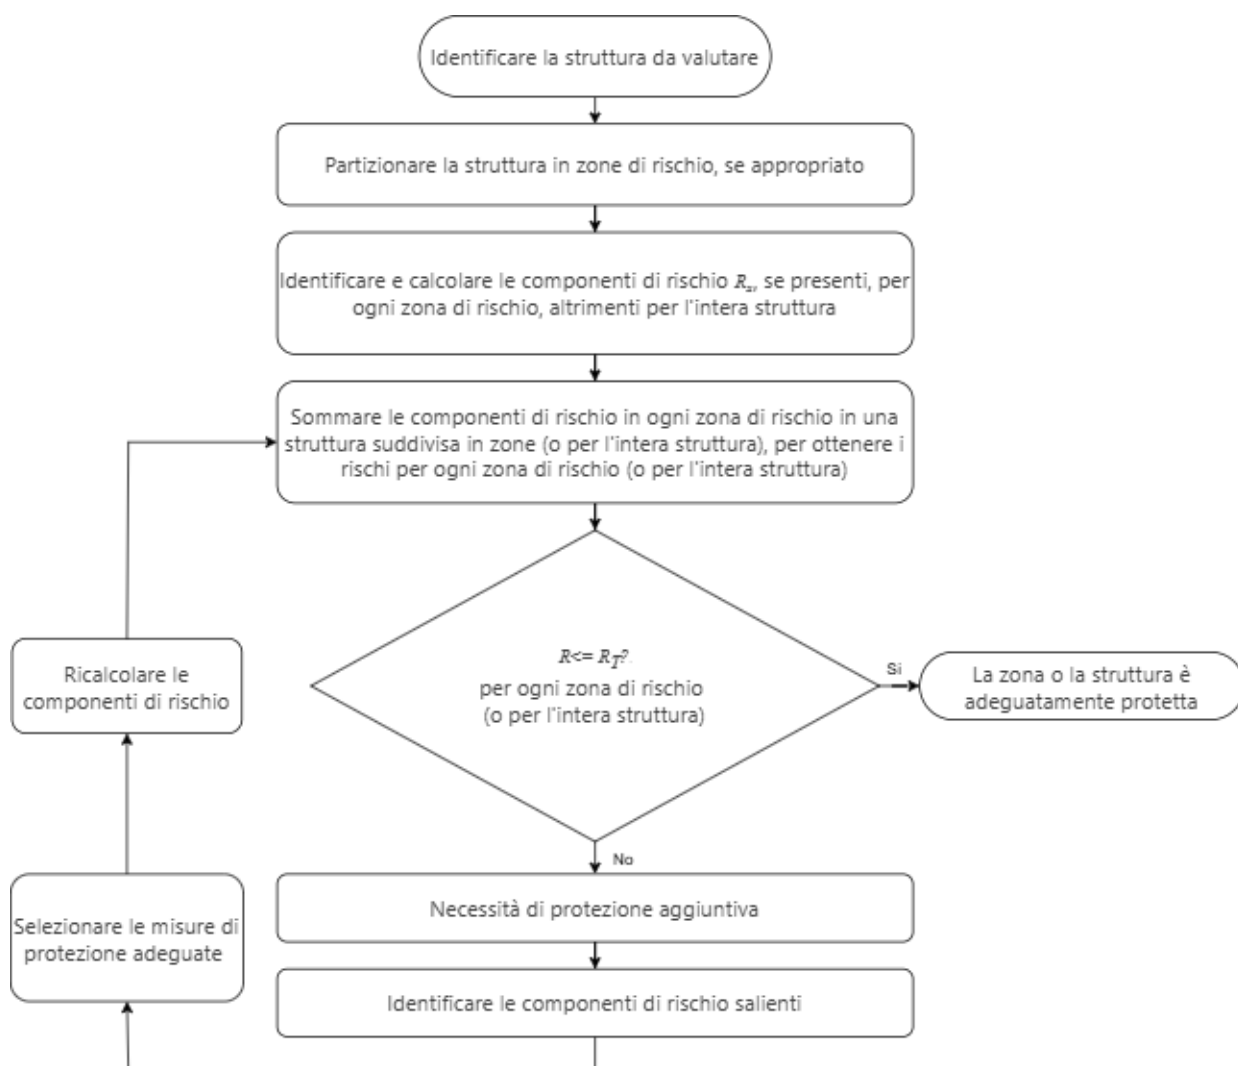 Identificare la struttura da valutare
Partizionare la struttura in zone di rischio, se appropriato
Identificare e calcolare le componenti di rischio Rₓ, se presenti, per
ogni zona di rischio, altrimenti per l'intera struttura
Sommare le componenti di rischio in ogni zona di rischio in una
struttura suddivisa in zone (o per l'intera struttura), per ottenere i
rischi per ogni zona di rischio (o per l'intera struttura)
R<= R_T?
per ogni zona di rischio
(o per l'intera struttura)
Si
La zona o la struttura è
adeguatamente protetta
No
Necessità di protezione aggiuntiva
Identificare le componenti di rischio salienti
Selezionare le misure di
protezione adeguate
Ricalcolare le
componenti di rischio